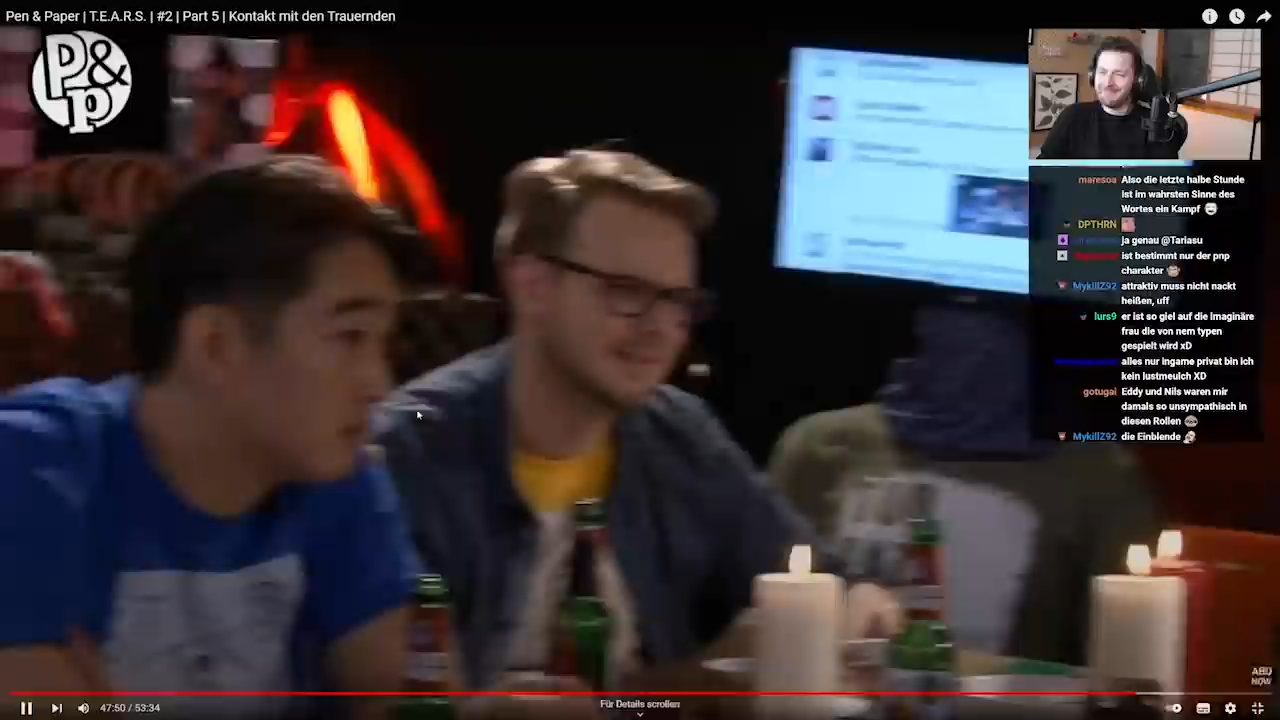 Pen & Paper | T.E.A.R.S. | #2 | Part 5 | Kontakt mit den Trauernden
P&P
maresoa Also die letzte halbe Stunde
ist im wahrsten Sinne des
Wortes ein Kampf
DPTHRN
ja genau @Tariasu
ist bestimmt nur der pnp
charakter
MykillZ92 attraktiv muss nicht nackt
heißen, uff
lurs9 er ist so giel auf die Imaginäre
frau die von nem typen
gespielt wird xD
alles nur ingame privat bin ich
kein lustmeulch XD
gotugai Eddy und Nils waren mir
damals so unsympathisch in
diesen Rollen
MykillZ92 die Einblende
47:50 / 53:34
Für Details scrollen